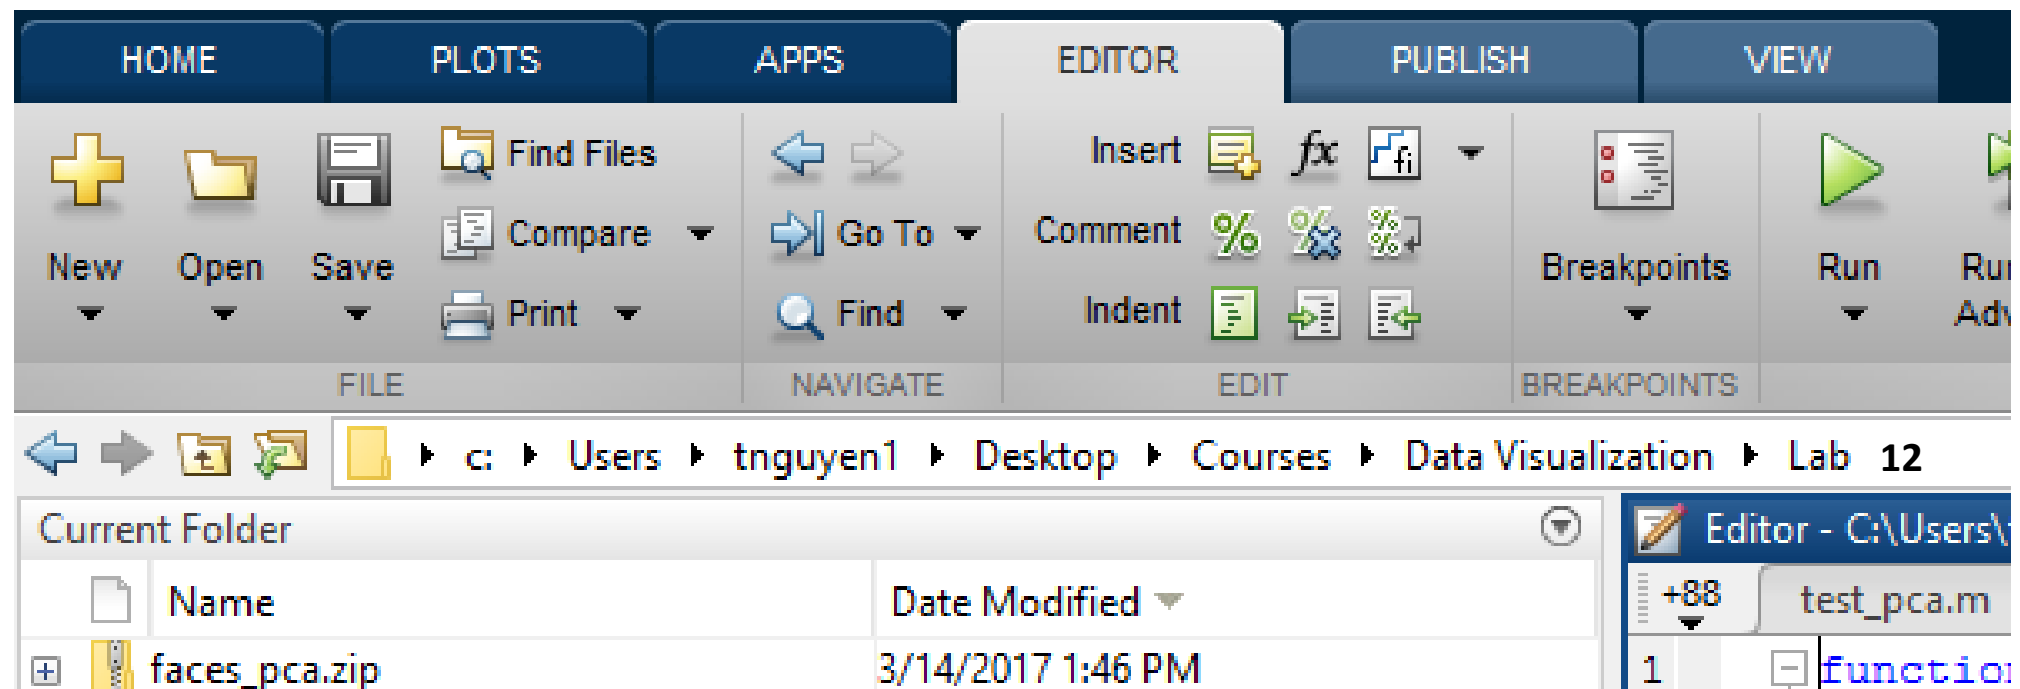 HOME PLOTS APPS EDITOR PUBLISH VIEW
Find Files Insert fx fi
Compare Go To Comment % % %
New Open Save Breakpoints Run
Print Find Indent
FILE NAVIGATE EDIT BREAKPOINTS
c: Users tnguyen1 Desktop Courses Data Visualization Lab 12
Current Folder
Editor - C:\Users\
Name Date Modified
+88 test_pca.m
faces_pca.zip 3/14/2017 1:46 PM
1